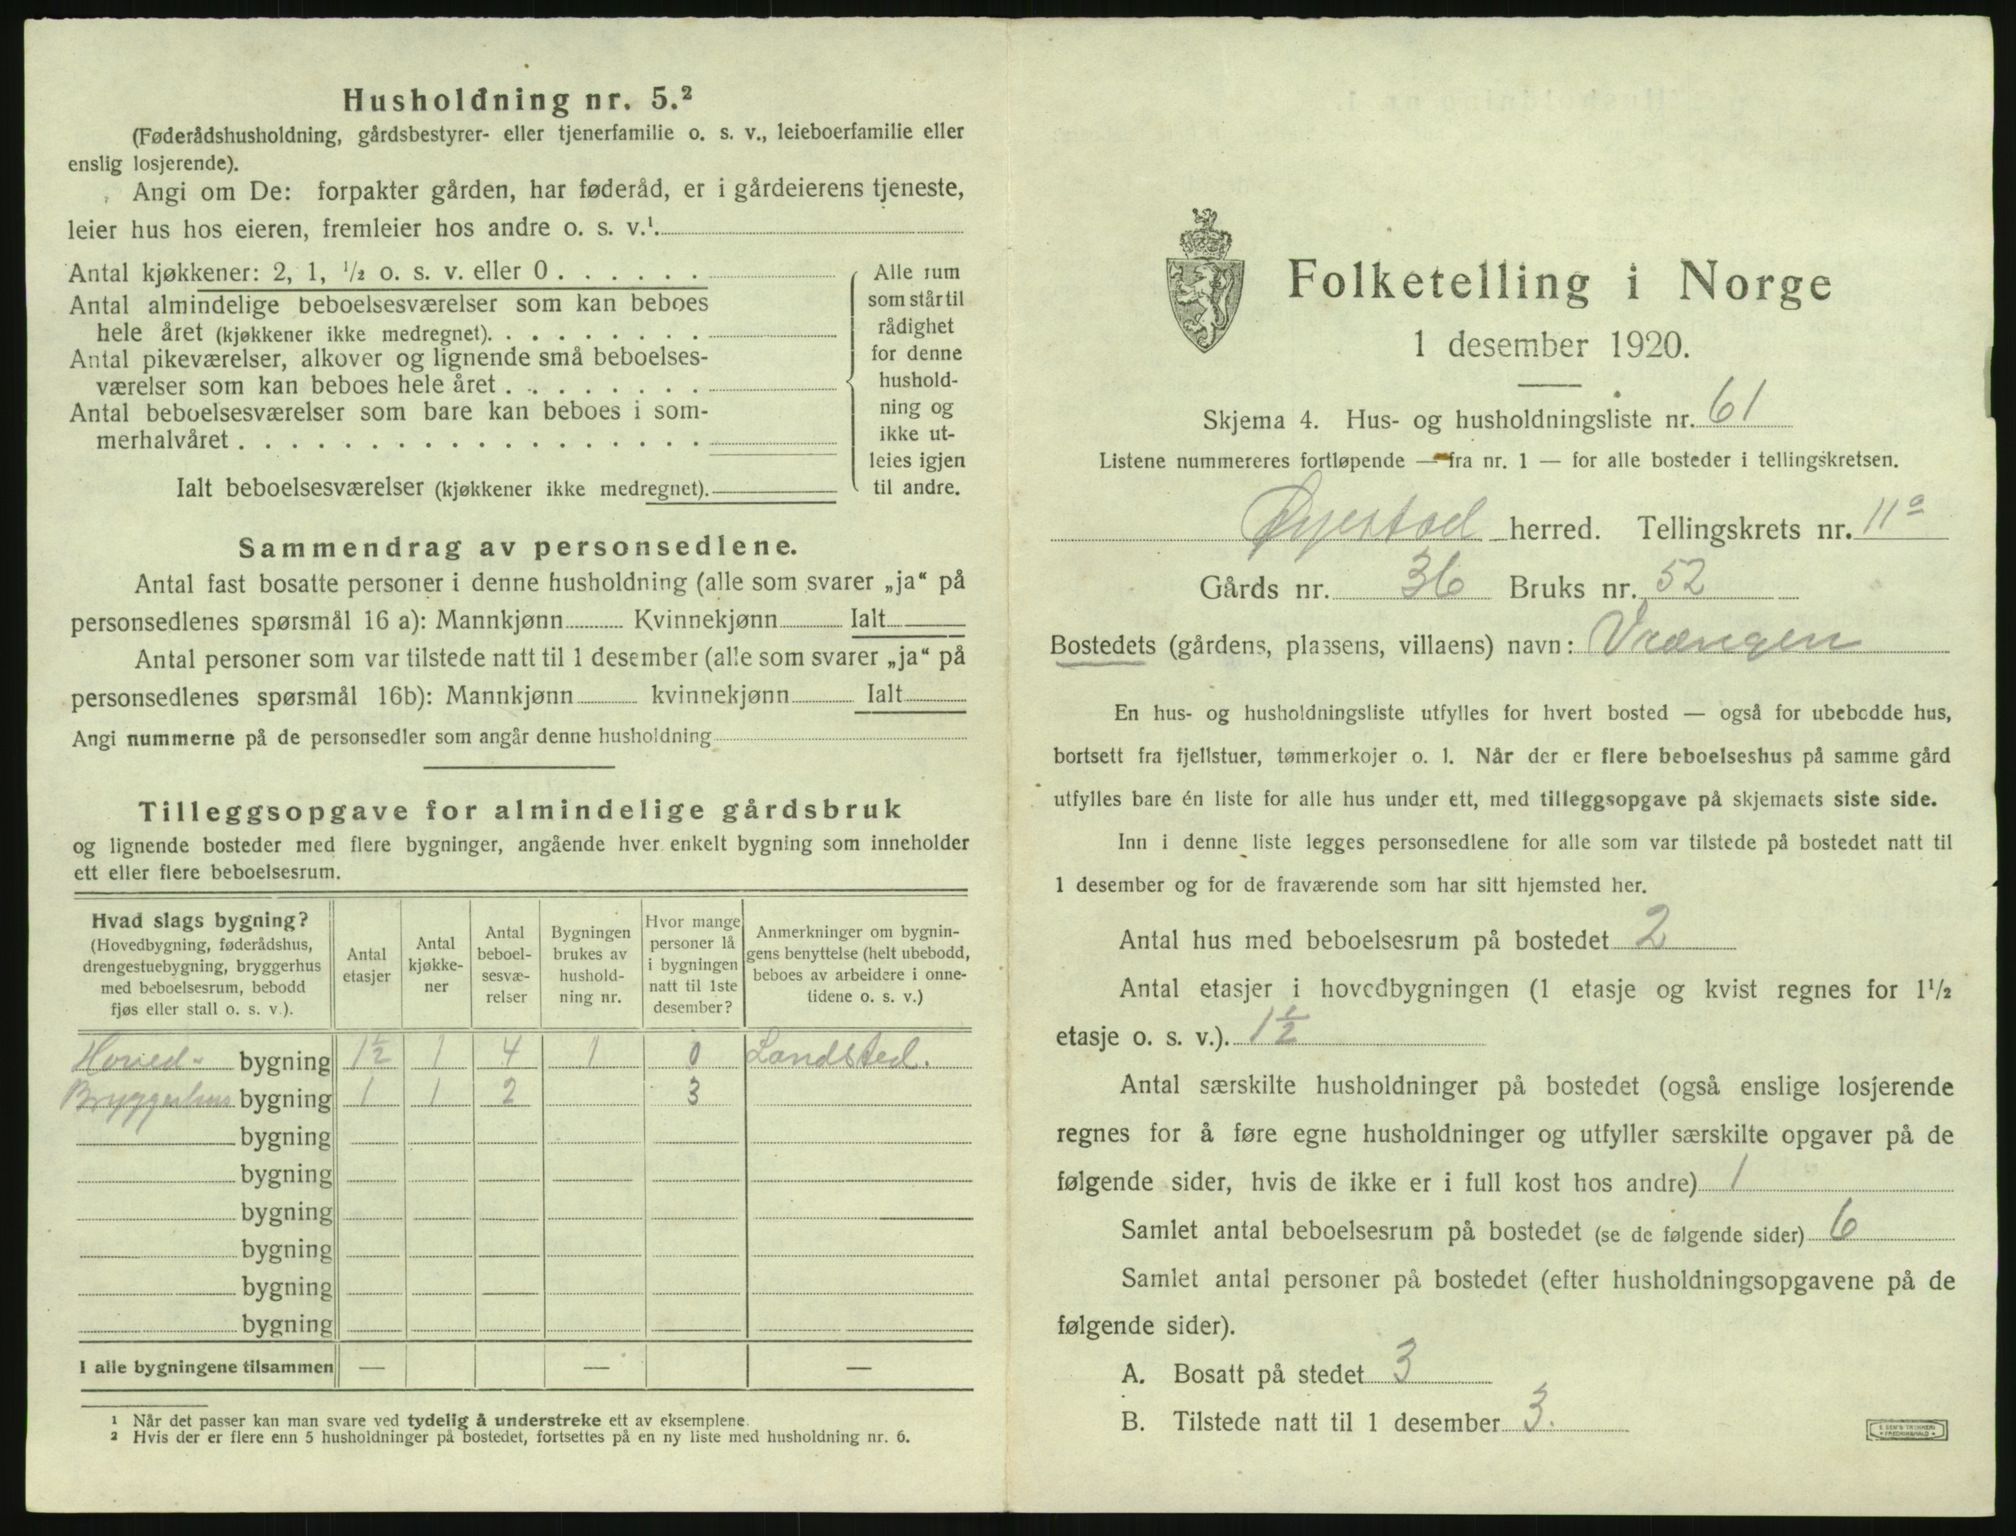 Husholdning nr. 5.²
(Føderådshusholdning, gårdsbestyrer- eller tjenerfamilie o. s. v., leieboerfamilie eller
enslig losjerende).
Angi om De: forpakter gården, har føderåd, er i gårdeierens tjeneste,
leier hus hos eieren, fremleier hos andre o. s. v.¹.
Antal kjøkkener: 2, 1, ½ o. s. v. eller 0 . . . . . .
Antal almindelige beboelsesværelser som kan beboes
hele året (kjøkkener ikke medregnet). . . . . . . . .
Antal pikeværelser, alkover og lignende små beboelses-
værelser som kan beboes hele året . . . . . . . .
Antal beboelsesværelser som bare kan beboes i som-
merhalvåret . . . . . . . . . . . . . . . . . .
Ialt beboelsesværelser (kjøkkener ikke medregnet).
Alle rum
som står til
rådighet
for denne
hushold-
ning og
ikke ut-
leies igjen
til andre.
Sammendrag av personsedlene.
Antal fast bosatte personer i denne husholdning (alle som svarer „ja“ på
personsedlenes spørsmål 16 a): Mannkjønn Kvinnekjønn Ialt
Antal personer som var tilstede natt til 1 desember (alle som svarer „ja“ på
personsedlenes spørsmål 16b): Mannkjønn kvinnekjønn Ialt
Angi nummerne på de personsedler som angår denne husholdning
Tilleggsopgave for almindelige gårdsbruk
og lignende bosteder med flere bygninger, angående hver enkelt bygning som inneholder
ett eller flere beboelsesrum.
Hvad slags bygning?
(Hovedbygning, føderådshus,
drengestuebygning, bryggerhus
med beboelsesrum, bebodd
fjøs eller stall o. s. v.).
Antal
etasjer
Antal
kjøkke-
ner
Antal
beboel-
sesvæ-
relser
Bygningen
brukes av
hushold-
ning nr.
Hvor mange
personer lå
i bygningen
natt til 1ste
desember?
Anmerkninger om bygnin-
gens benyttelse (helt ubebodd,
beboes av arbeidere i onne-
tidene o. s. v.)
Hoved- bygning 1½ 1 4 1 0 Landsted.
Bryggerhus bygning 1 1 2 3
bygning
bygning
bygning
bygning
bygning
bygning
I alle bygningene tilsammen — — —
¹ Når det passer kan man svare ved tydelig å understreke ett av eksemplene.
² Hvis der er flere enn 5 husholdninger på bostedet, fortsettes på en ny liste med husholdning nr. 6.
Folketelling i Norge
1 desember 1920.
Skjema 4. Hus- og husholdningsliste nr. 61
Listene nummereres fortløpende — fra nr. 1 — for alle bosteder i tellingskretsen.
Øyestad herred. Tellingskrets nr. 11a
Gårds nr. 36 Bruks nr. 52
Bostedets (gårdens, plassens, villaens) navn: Vrængen
En hus- og husholdningsliste utfylles for hvert bosted — også for ubebodde hus,
bortsett fra fjellstuer, tømmerkojer o. l. Når der er flere beboelseshus på samme gård
utfylles bare én liste for alle hus under ett, med tilleggsopgave på skjemaets siste side.
Inn i denne liste legges personsedlene for alle som var tilstede på bostedet natt til
1 desember og for de fraværende som har sitt hjemsted her.
Antal hus med beboelsesrum på bostedet 2
Antal etasjer i hovedbygningen (1 etasje og kvist regnes for 1½
etasje o. s. v.). 1½
Antal særskilte husholdninger på bostedet (også enslige losjerende
regnes for å føre egne husholdninger og utfyller særskilte opgaver på de
følgende sider, hvis de ikke er i full kost hos andre) 1
Samlet antal beboelsesrum på bostedet (se de følgende sider) 6
Samlet antal personer på bostedet (efter husholdningsopgavene på de
følgende sider).
A. Bosatt på stedet 3
B. Tilstede natt til 1 desember 3.